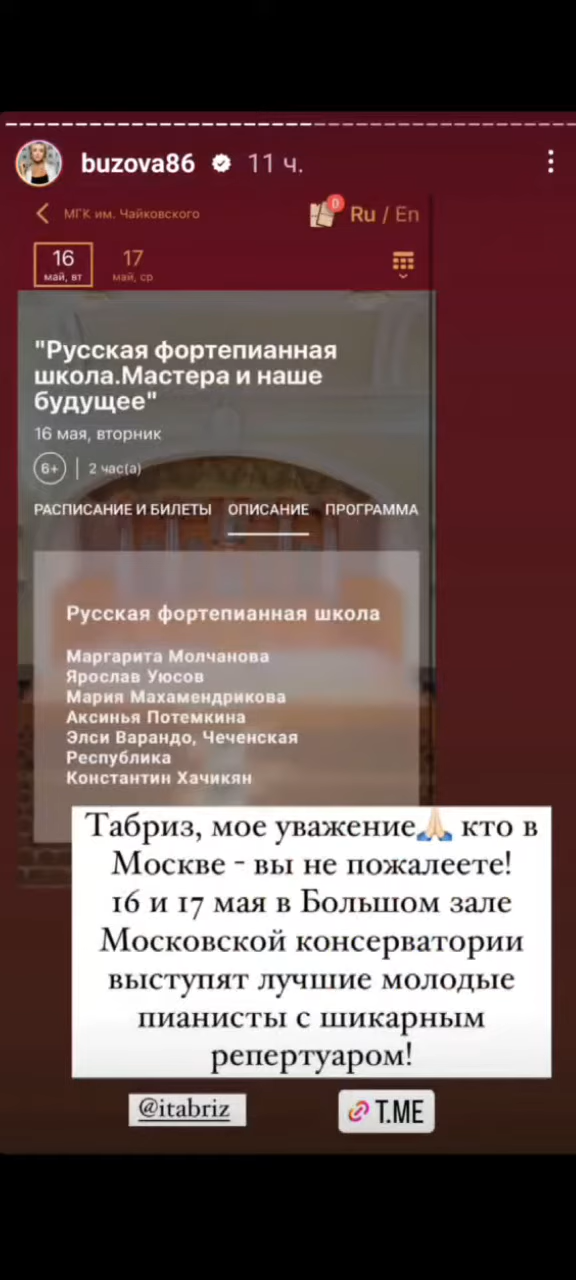 buzova86 11 ч.
МГК им. Чайковского 0 Ru / En
16 17
май, вт май, ср
"Русская фортепианная
школа.Мастера и наше
будущее"
16 мая, вторник
6+ | 2 час(а)
РАСПИСАНИЕ И БИЛЕТЫ ОПИСАНИЕ ПРОГРАММА
Русская фортепианная школа
Маргарита Молчанова
Ярослав Уюсов
Мария Махамендрикова
Аксинья Потемкина
Элси Варандо, Чеченская
Республика
Константин Хачикян
Табриз, мое уважение🙏🏻 кто в
Москве - вы не пожалеете!
16 и 17 мая в Большом зале
Московской консерватории
выступят лучшие молодые
пианисты с шикарным
репертуаром!
@itabriz T.ME